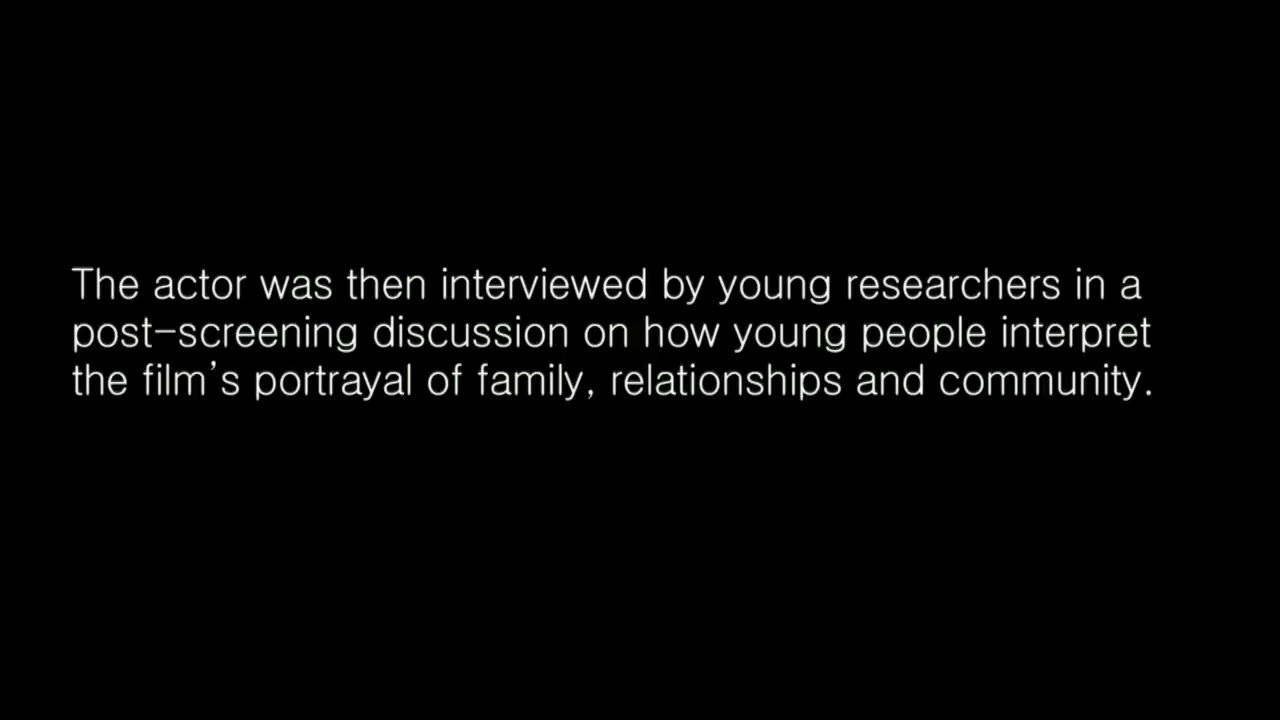 The actor was then interviewed by young researchers in a
post-screening discussion on how young people interpret
the film's portrayal of family, relationships and community.